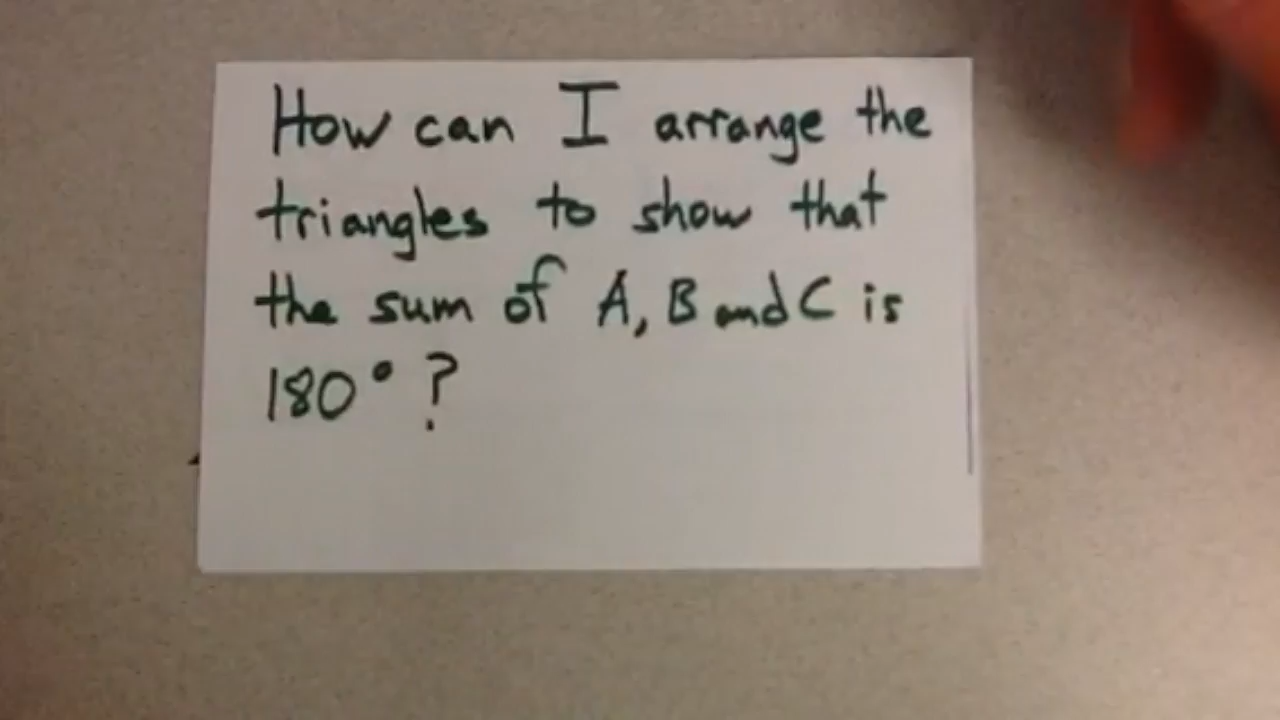 How can I arrange the
triangles to show that
the sum of A, B and C is
180° ?